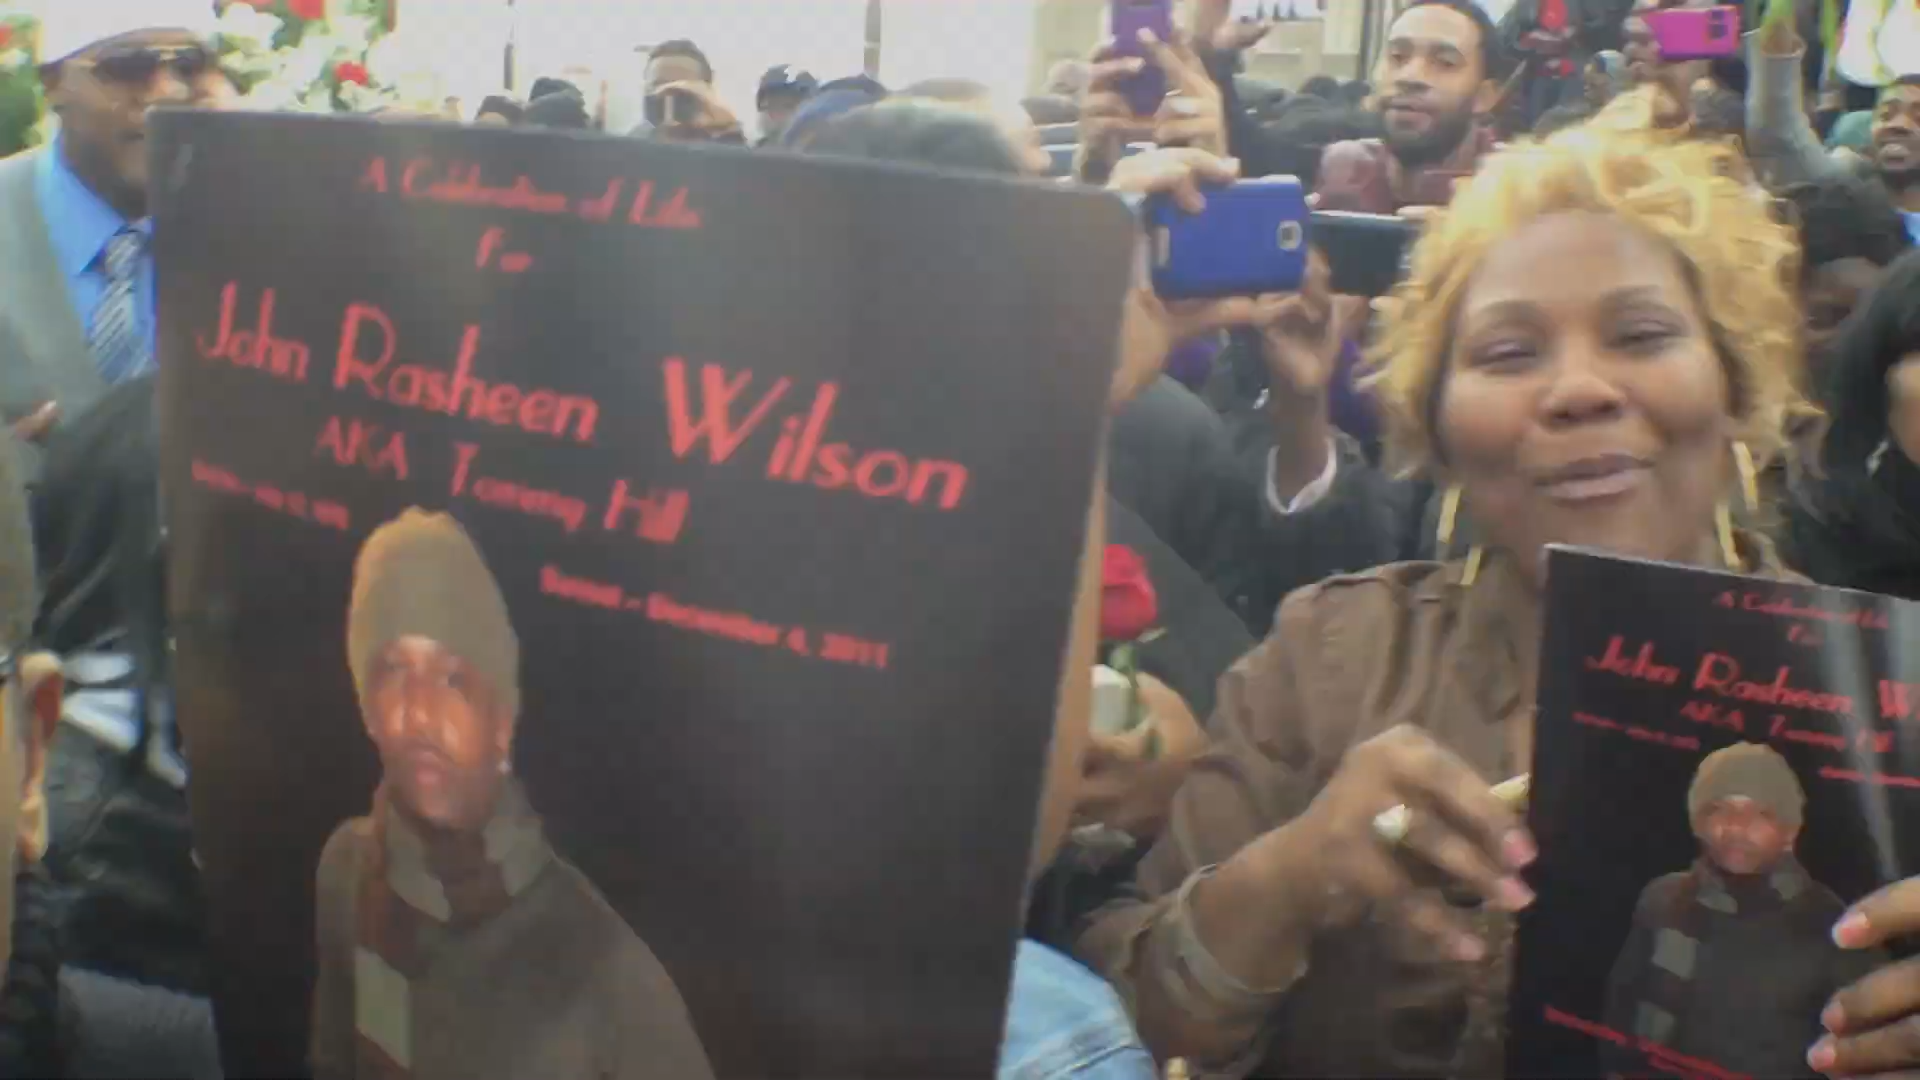 A Celebration of Life
For
John Rasheen Wilson
AKA Tommy Hill
Sunset - December 4, 2011
A Celebration of Life
For
John Rasheen W
AKA Tommy Hill